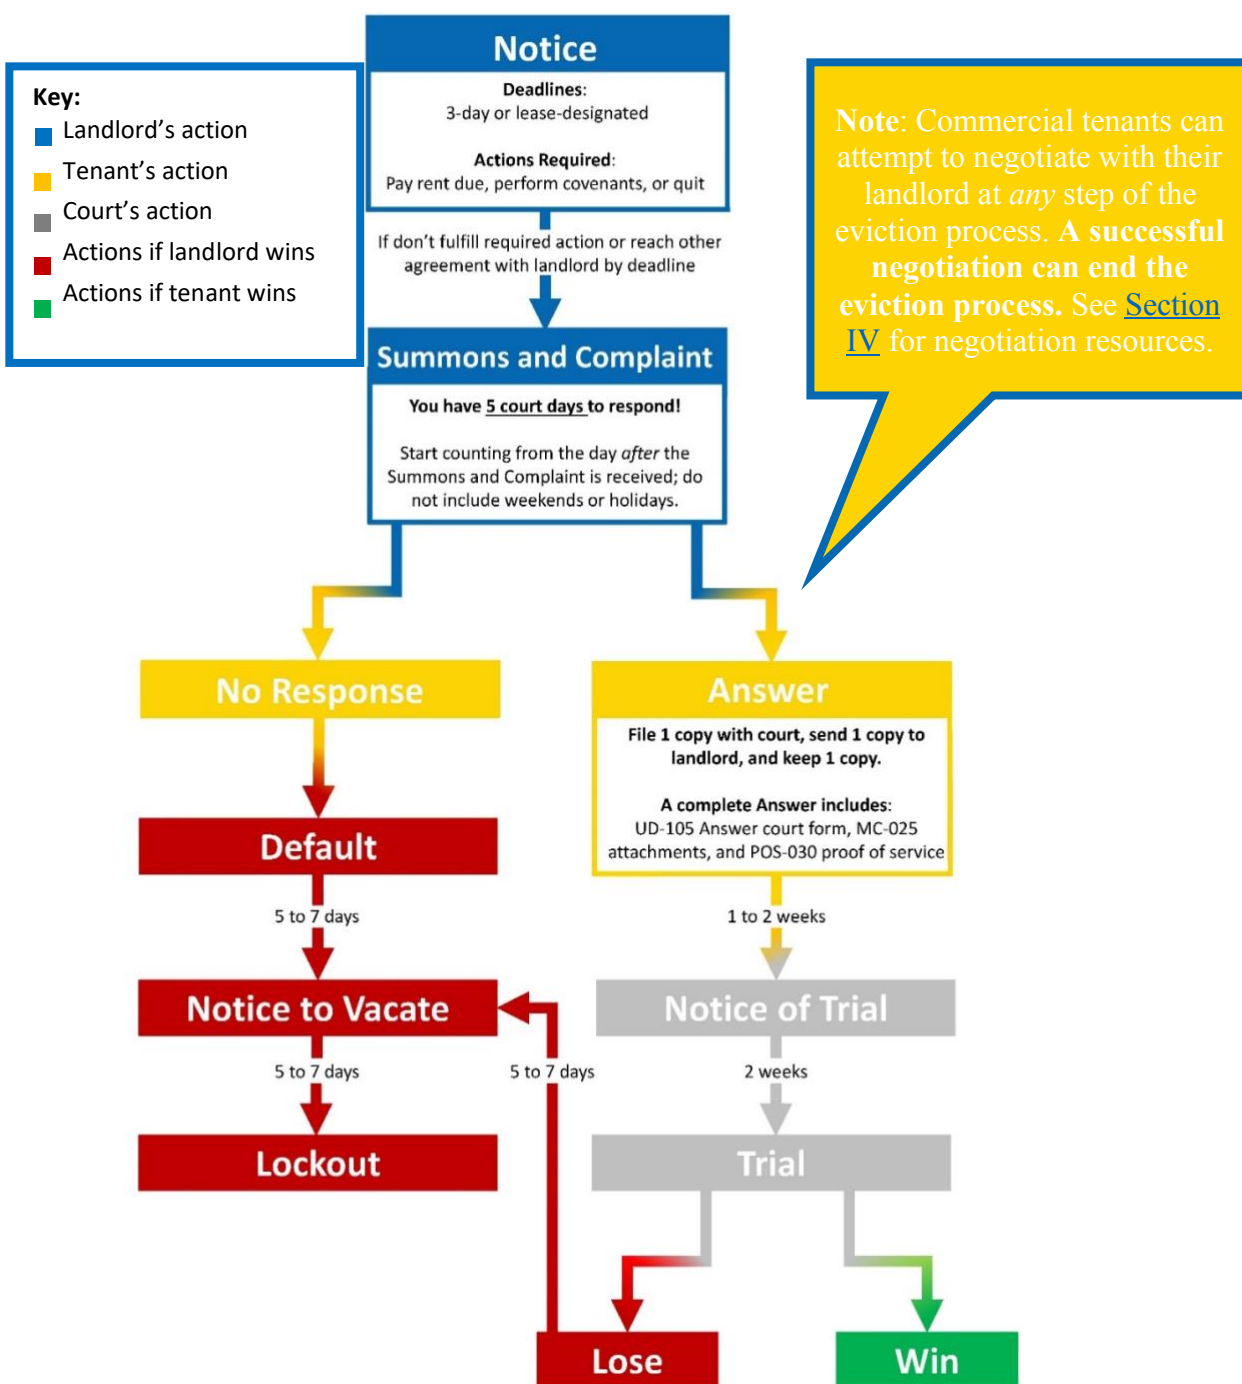 Key:
Landlord's action
Tenant's action
Court's action
Actions if landlord wins
Actions if tenant wins
Notice
Deadlines:
3-day or lease-designated
Actions Required:
Pay rent due, perform covenants, or quit
If don't fulfill required action or reach other
agreement with landlord by deadline
Note: Commercial tenants can
attempt to negotiate with their
landlord at any step of the
eviction process. A successful
negotiation can end the
eviction process. See Section
IV for negotiation resources.
Summons and Complaint
You have 5 court days to respond!
Start counting from the day after the
Summons and Complaint is received; do
not include weekends or holidays.
No Response
Default
5 to 7 days
Notice to Vacate
5 to 7 days
Lockout
Answer
File 1 copy with court, send 1 copy to
landlord, and keep 1 copy.
A complete Answer includes:
UD-105 Answer court form, MC-025
attachments, and POS-030 proof of service
1 to 2 weeks
Notice of Trial
2 weeks
5 to 7 days
Trial
Lose
Win